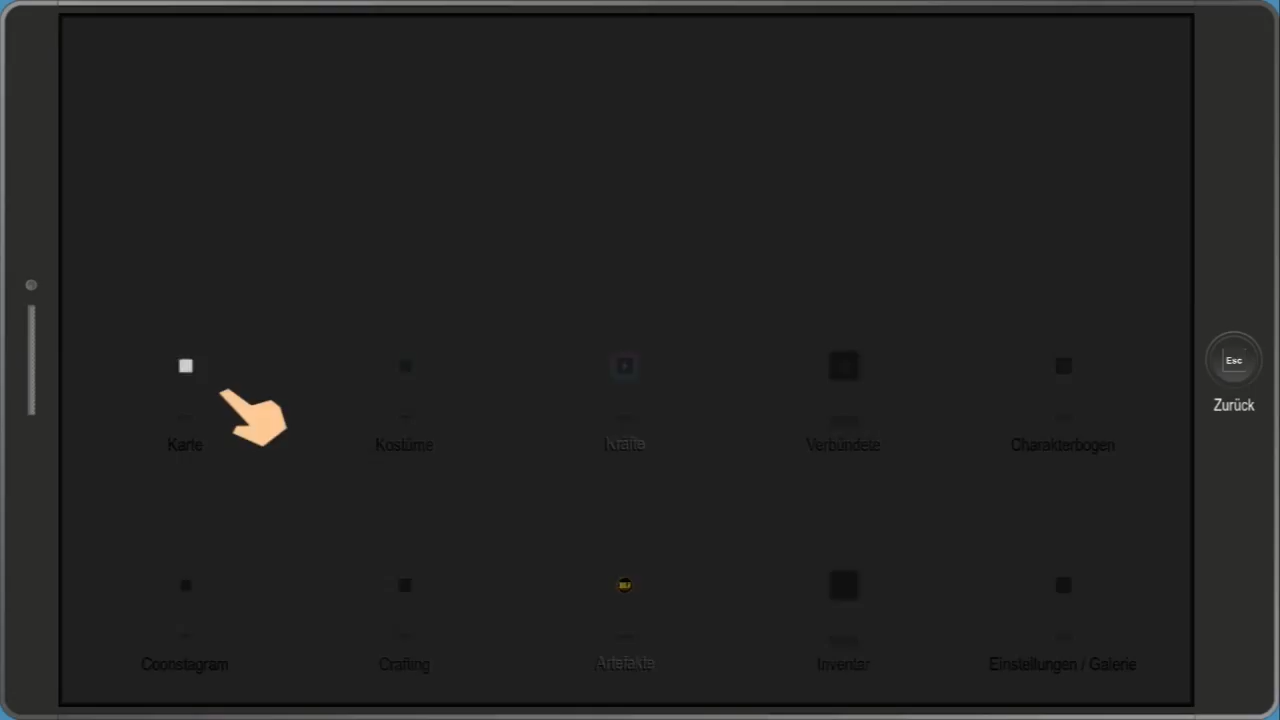 Esc
Zurück
Karte
Kostüme
Kräfte
Verbündete
Charakterbogen
Coonstagram
Crafting
Artefakte
Inventar
Einstellungen / Galerie